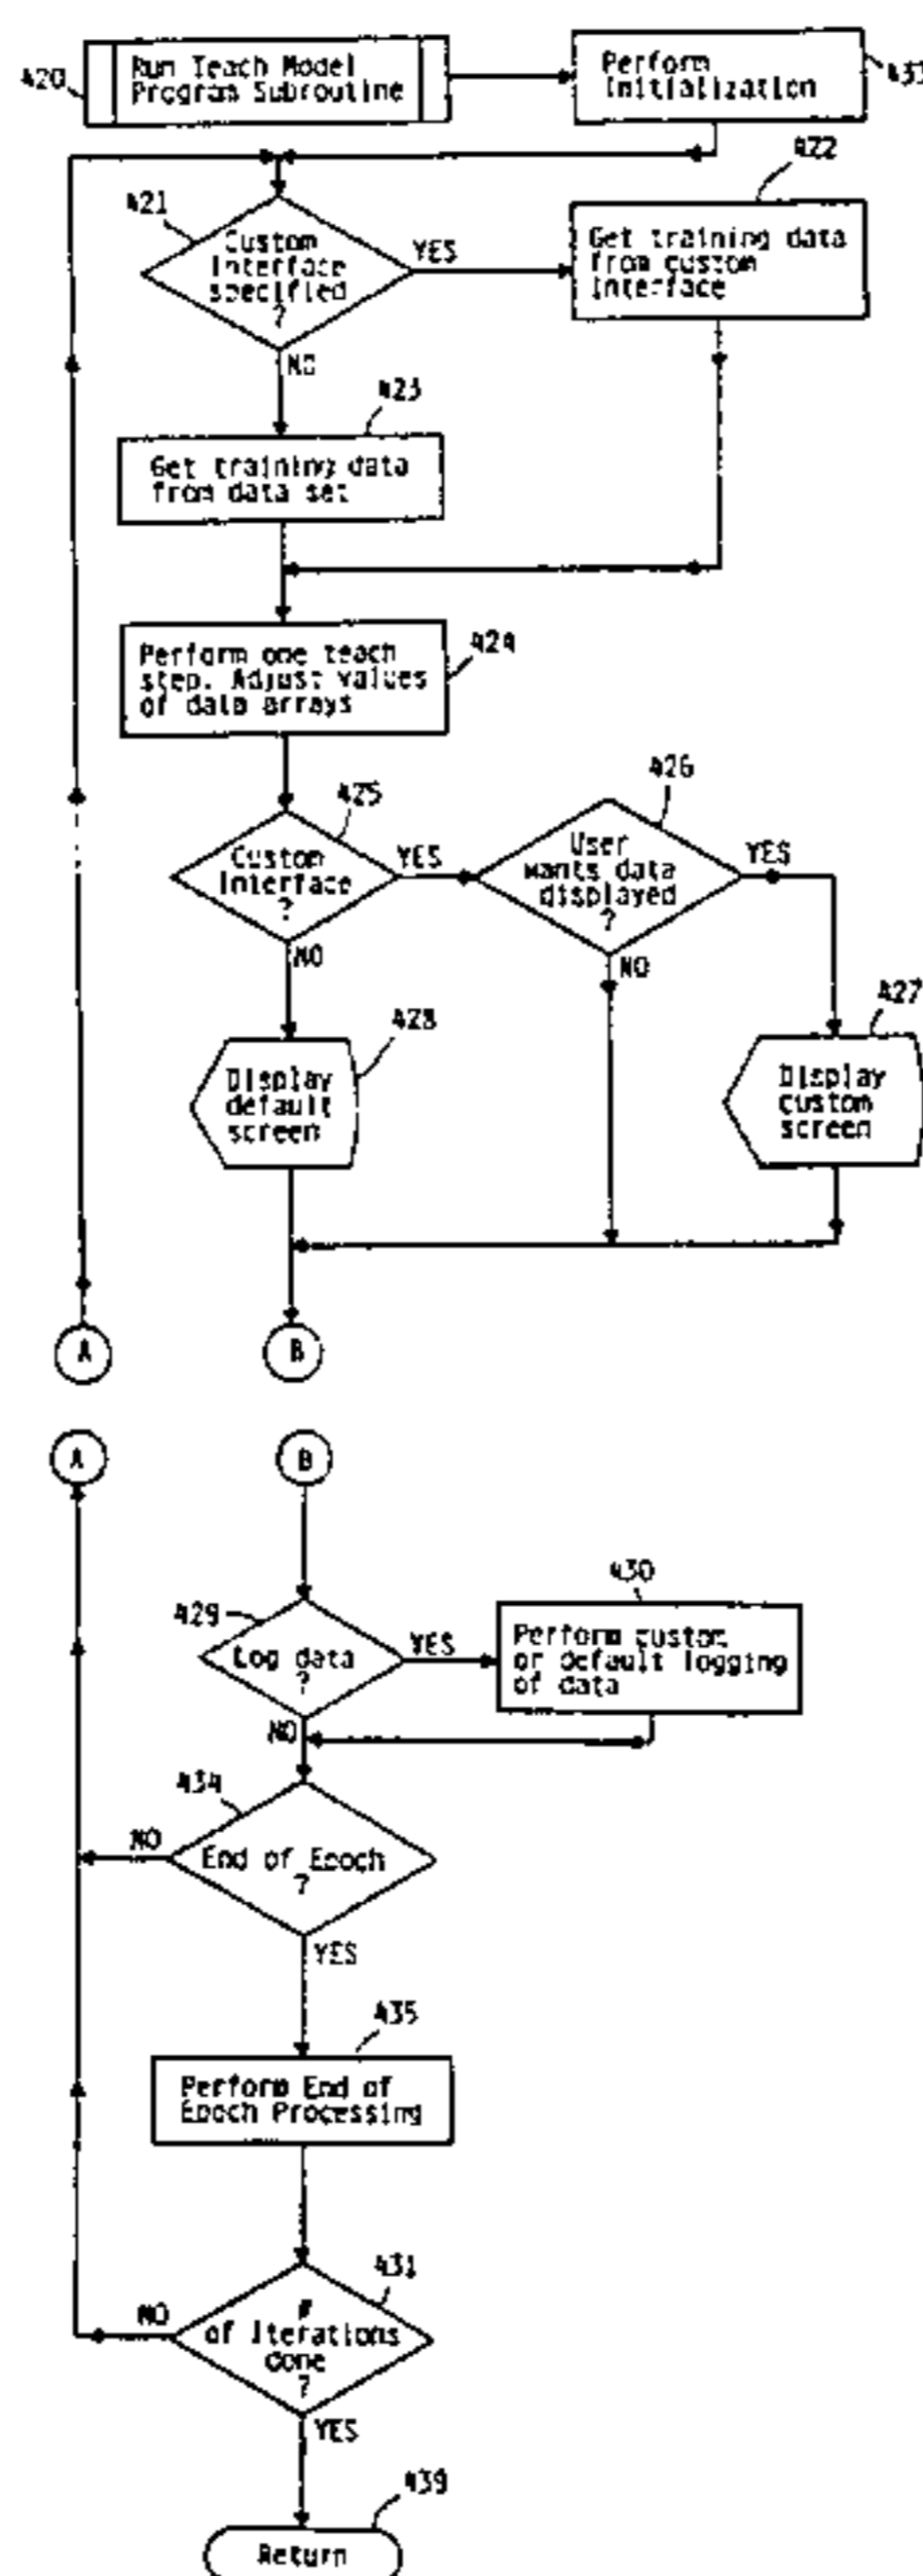 420
Run Teach Model
Program Subroutine
Perform
Initialization
433
421
Custom
Interface
specified
?
YES
NO
422
Get training data
from custom
Interface
423
Get training data
from data set
424
Perform one teach
step. Adjust values
of data arrays
425
Custom
Interface
?
YES
NO
426
User
wants data
displayed
?
YES
NO
428
Display
default
screen
427
Display
custom
screen
A
B
A
B
429
Log data
?
YES
NO
430
Perform custom
or default logging
of data
434
End of Epoch
?
NO
YES
435
Perform End of
Epoch Processing
431
#
of Iterations
done
?
NO
YES
439
Return